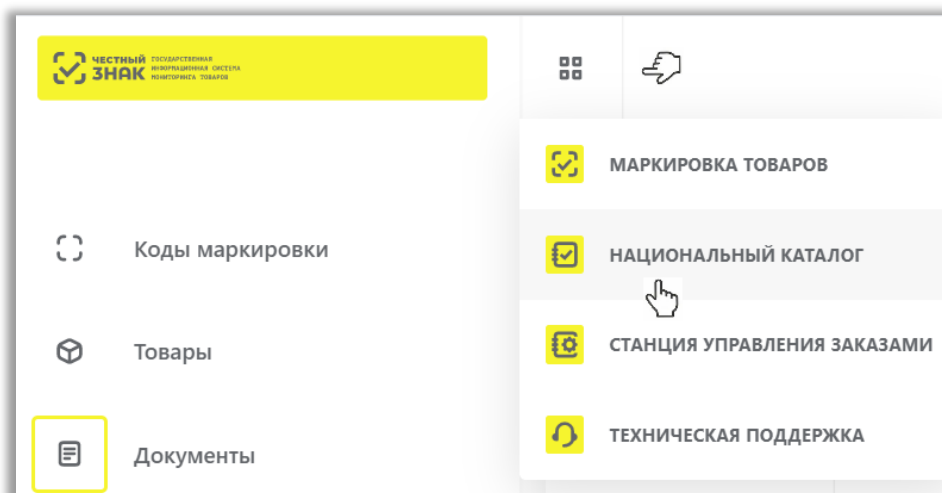 ЧЕСТНЫЙ
ЗНАК
ГОСУДАРСТВЕННАЯ
ИНФОРМАЦИОННАЯ СИСТЕМА
МОНИТОРИНГА ТОВАРОВ
МАРКИРОВКА ТОВАРОВ
Коды маркировки
НАЦИОНАЛЬНЫЙ КАТАЛОГ
Товары
СТАНЦИЯ УПРАВЛЕНИЯ ЗАКАЗАМИ
Документы
ТЕХНИЧЕСКАЯ ПОДДЕРЖКА